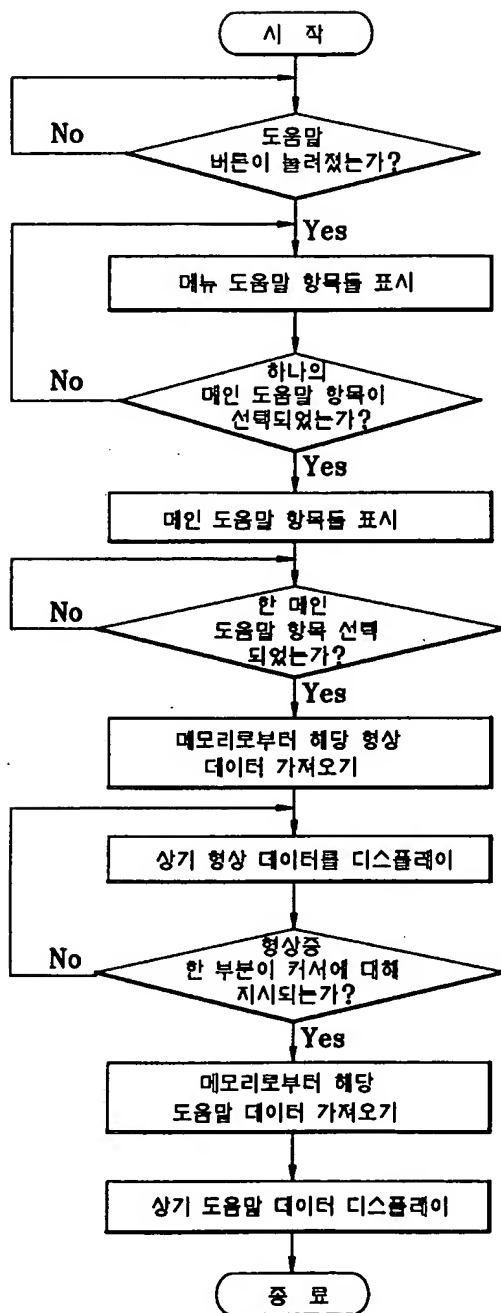 시 작
No
도움말
버튼이 눌러졌는가?
Yes
메뉴 도움말 항목들 표시
No
하나의
메인 도움말 항목이
선택되었는가?
Yes
메인 도움말 항목들 표시
No
한 메인
도움말 항목 선택
되었는가?
Yes
메모리로부터 해당 형상
데이터 가져오기
상기 형상 데이터를 디스플레이
No
형상중
한 부분이 커서에 대해
지시되는가?
Yes
메모리로부터 해당
도움말 데이터 가져오기
상기 도움말 데이터 디스플레이
종 료